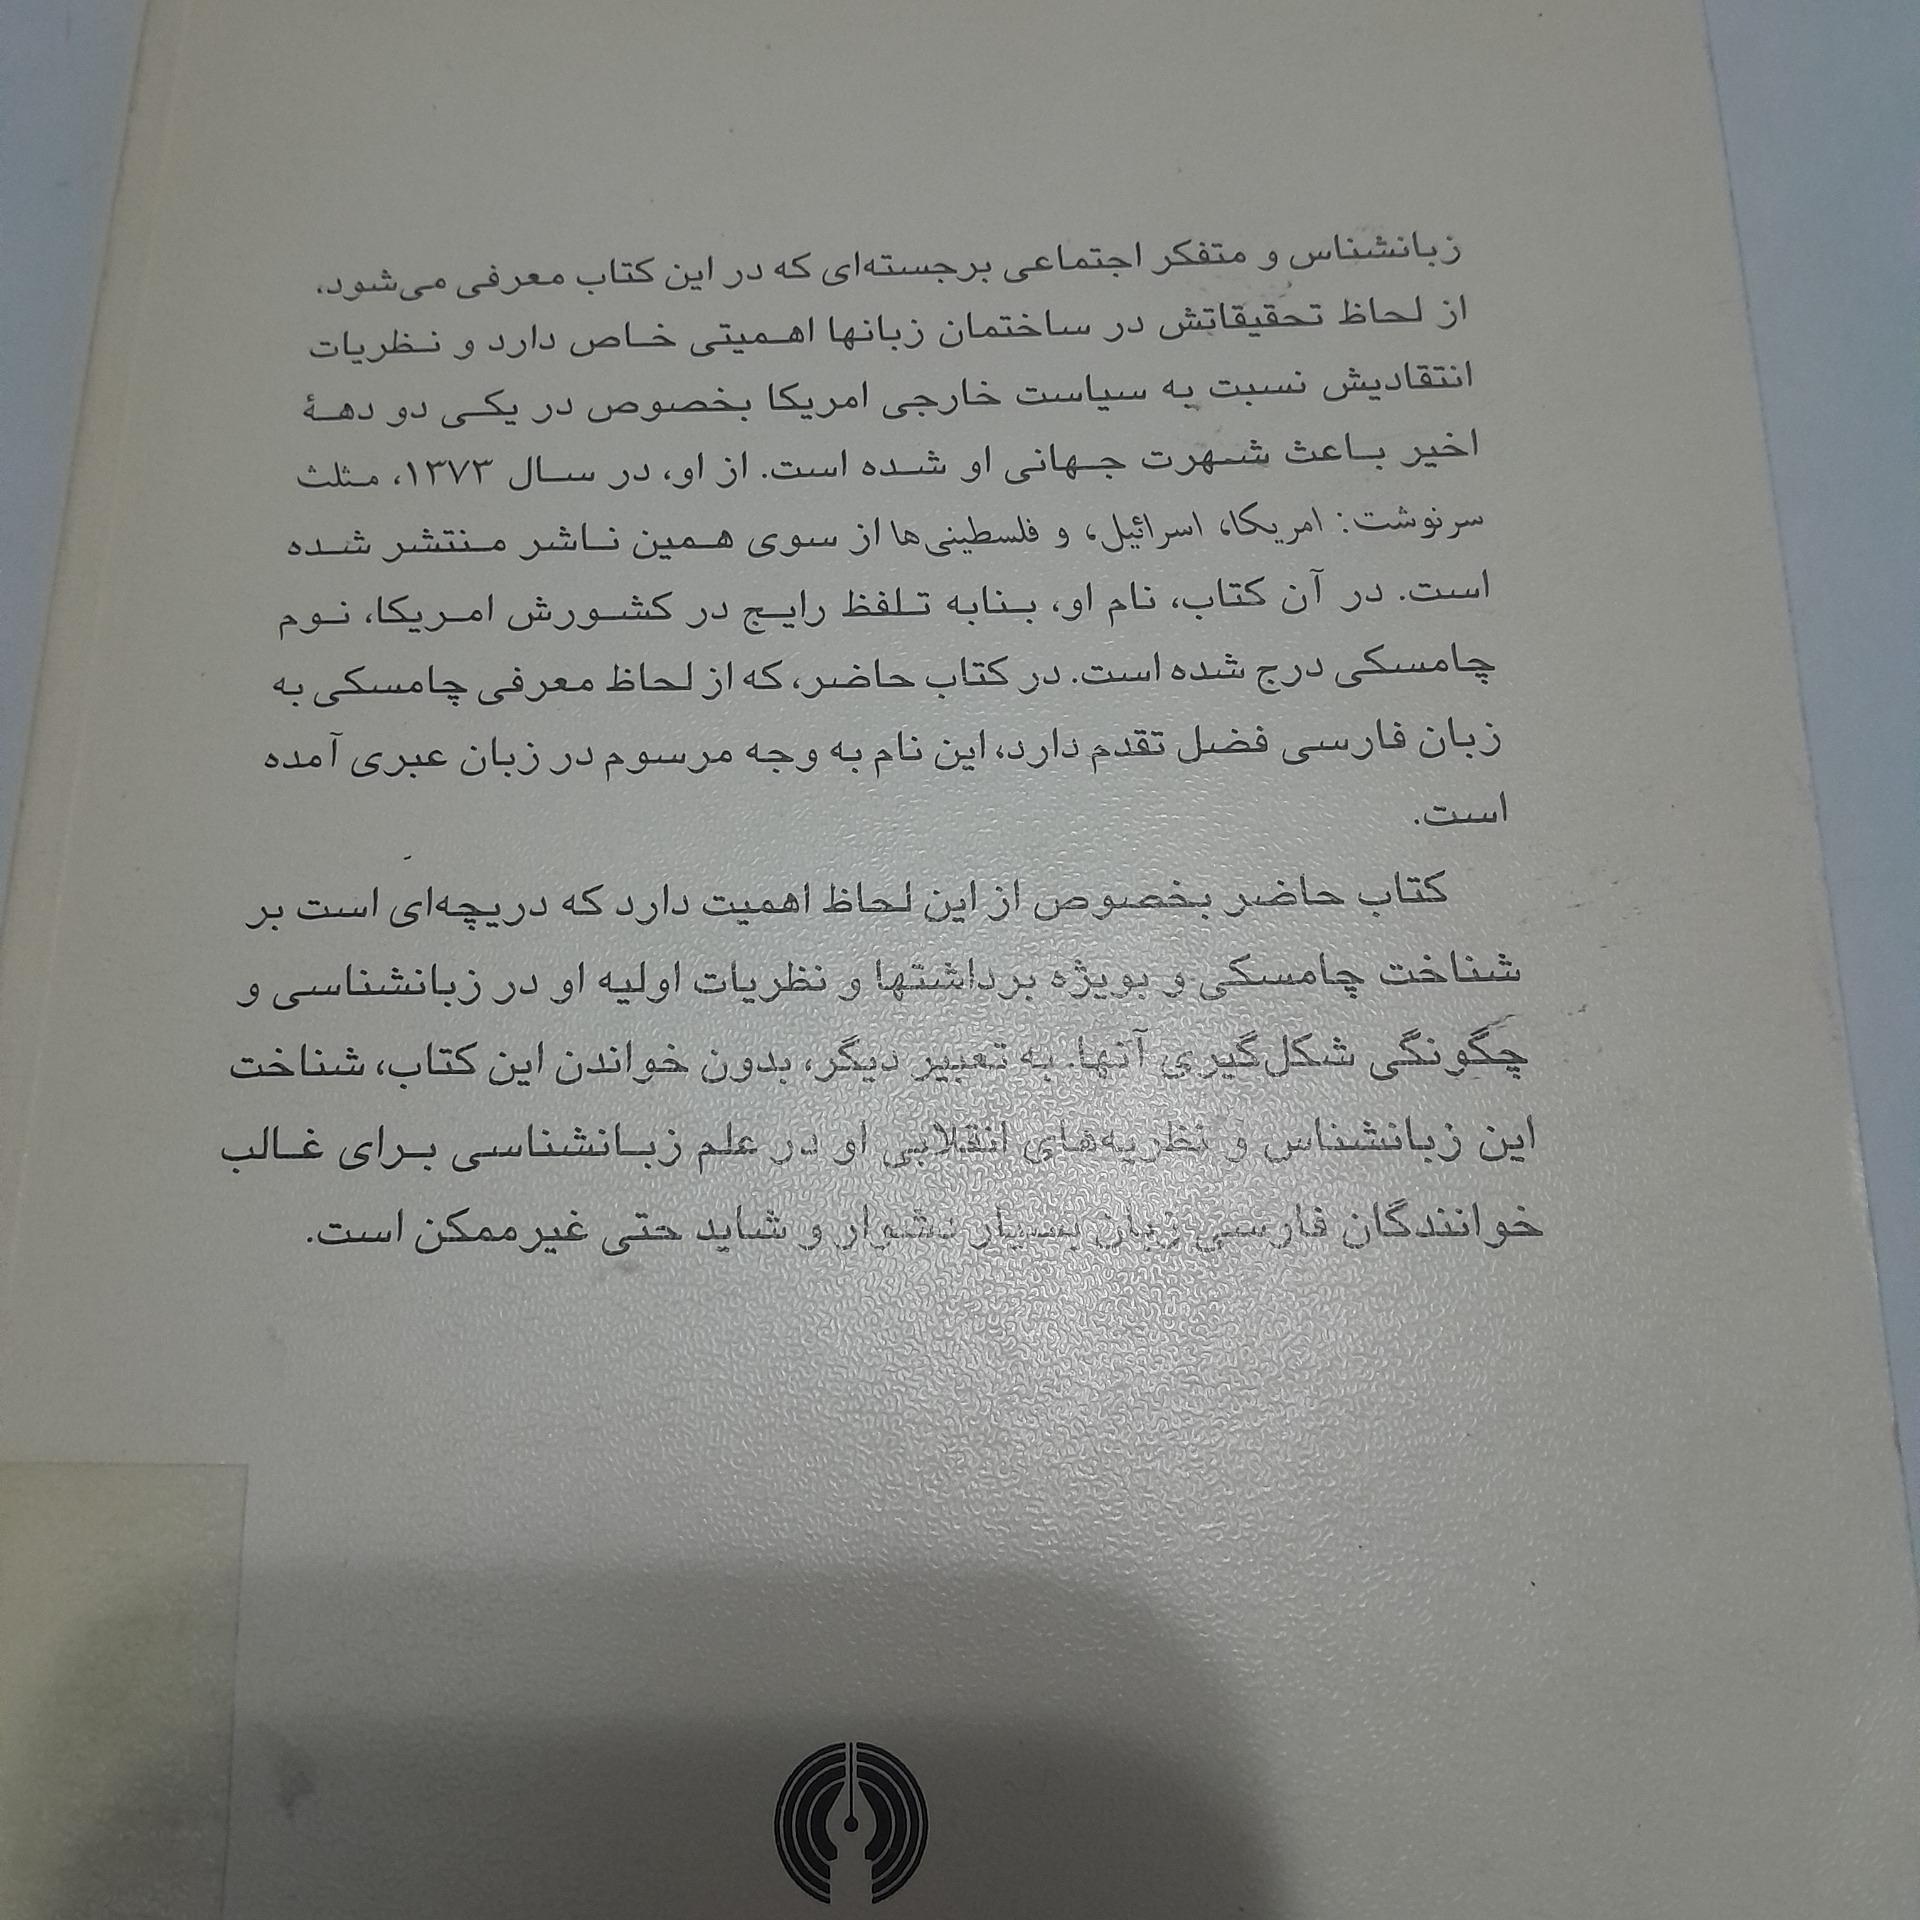 زبانشناس و متفکر اجتماعی برجسته‌ای که در این کتاب معرفی می‌شود،
از لحاظ تحقیقاتش در ساختمان زبانها اهمیتی خاص دارد و نظریات
انتقادیش نسبت به سیاست خارجی امریکا بخصوص در یکی دو دههٔ
اخیر باعث شهرت جهانی او شده است. از او، در سال ۱۳۷۳، مثلث
سرنوشت: امریکا، اسرائیل، و فلسطینی‌ها از سوی همین ناشر منتشر شده
است. در آن کتاب، نام او، بنابه تلفظ رایج در کشورش امریکا، نوم
چامسکی درج شده است. در کتاب حاضر، که از لحاظ معرفی چامسکی به
زبان فارسی فضل تقدم دارد، این نام به وجه مرسوم در زبان عبری آمده
است.
کتاب حاضر بخصوص از این لحاظ اهمیت دارد که دریچه‌ای است بر
شناخت چامسکی و بویژه برداشتها و نظریات اولیه او در زبانشناسی و
چگونگی شکل‌گیری آنها. به تعبیر دیگر، بدون خواندن این کتاب، شناخت
این زبانشناس و نظریه‌های انقلابی او در علم زبانشناسی برای غالب
خوانندگان فارسی زبان بسیار دشوار و شاید حتی غیرممکن است.